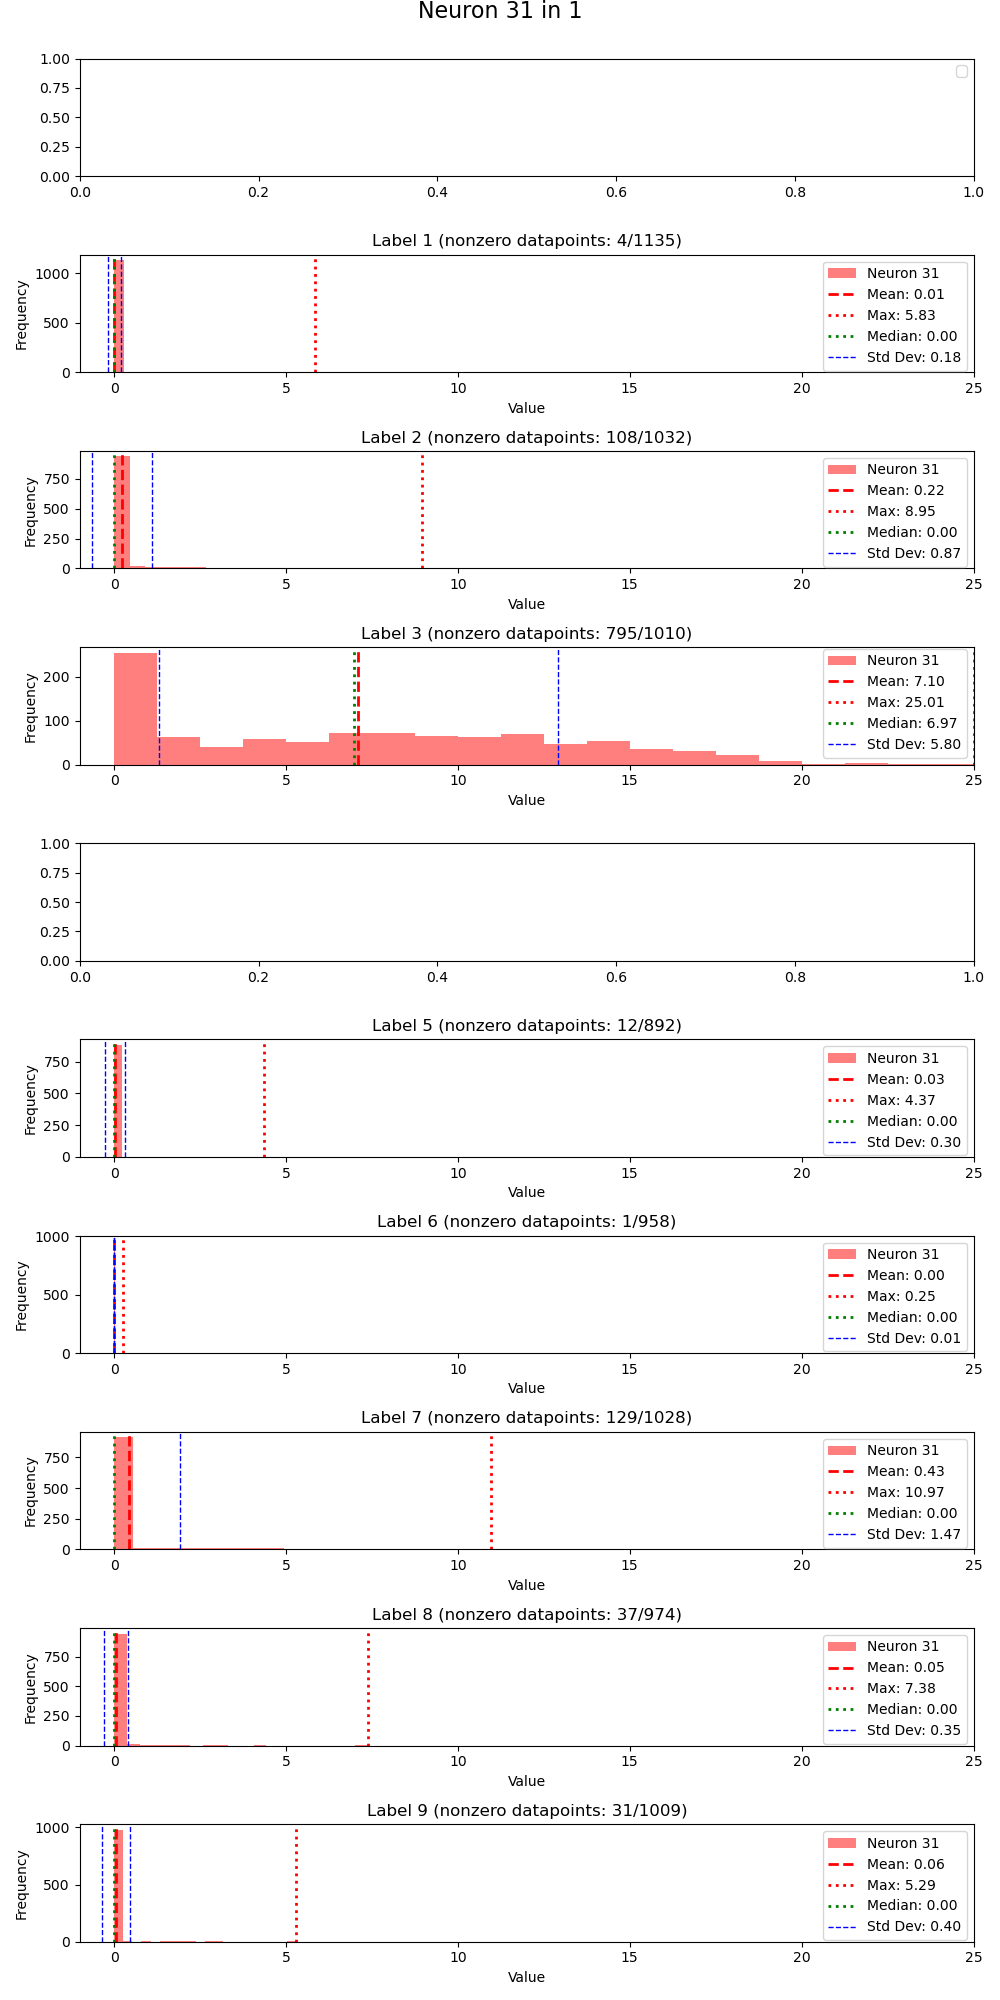 Neuron 31 in 1
1.00
0.75
0.50
0.25
0.00
0.0 0.2 0.4 0.6 0.8 1.0
Label 1 (nonzero datapoints: 4/1135)
Frequency
1000
500
0
Neuron 31
Mean: 0.01
Max: 5.83
Median: 0.00
Std Dev: 0.18
0 5 10 15 20 25
Value
Label 2 (nonzero datapoints: 108/1032)
Frequency
750
500
250
0
Neuron 31
Mean: 0.22
Max: 8.95
Median: 0.00
Std Dev: 0.87
0 5 10 15 20 25
Value
Label 3 (nonzero datapoints: 795/1010)
Frequency
200
100
0
Neuron 31
Mean: 7.10
Max: 25.01
Median: 6.97
Std Dev: 5.80
0 5 10 15 20 25
Value
1.00
0.75
0.50
0.25
0.00
0.0 0.2 0.4 0.6 0.8 1.0
Label 5 (nonzero datapoints: 12/892)
Frequency
750
500
250
0
Neuron 31
Mean: 0.03
Max: 4.37
Median: 0.00
Std Dev: 0.30
0 5 10 15 20 25
Value
Label 6 (nonzero datapoints: 1/958)
Frequency
1000
500
0
Neuron 31
Mean: 0.00
Max: 0.25
Median: 0.00
Std Dev: 0.01
0 5 10 15 20 25
Value
Label 7 (nonzero datapoints: 129/1028)
Frequency
750
500
250
0
Neuron 31
Mean: 0.43
Max: 10.97
Median: 0.00
Std Dev: 1.47
0 5 10 15 20 25
Value
Label 8 (nonzero datapoints: 37/974)
Frequency
750
500
250
0
Neuron 31
Mean: 0.05
Max: 7.38
Median: 0.00
Std Dev: 0.35
0 5 10 15 20 25
Value
Label 9 (nonzero datapoints: 31/1009)
Frequency
1000
500
0
Neuron 31
Mean: 0.06
Max: 5.29
Median: 0.00
Std Dev: 0.40
0 5 10 15 20 25
Value